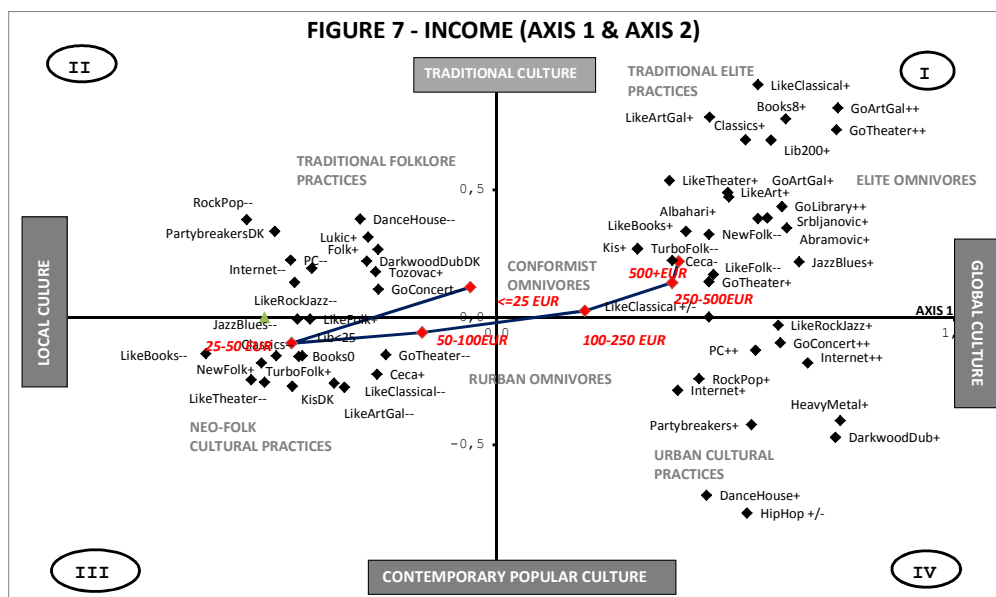 FIGURE 7 - INCOME (AXIS 1 & AXIS 2)
II
I
TRADITIONAL CULTURE
TRADITIONAL ELITE
PRACTICES
LikeClassical+
Books8+
GoArtGal++
LikeArtGal+
Classics+
GoTheater++
Lib200+
TRADITIONAL FOLKLORE
PRACTICES
0,5
LikeTheater+
GoArtGal+
ELITE OMNIVORES
LikeArt+
RockPop--
GoLibrary++
Albahari+
DanceHouse--
Srbljanovic+
PartybreakersDK
LikeBooks+
NewFolk--
Abramovic+
Lukic+
Folk+
Kis+
TurboFolk--
PC--
DarkwoodDubDK
CONFORMIST
OMNIVORES
Ceca-
JazzBlues+
Internet--
Tozovac+
500+EUR
LikeFolk--
GoConcert
GoTheater+
LikeRockJazz--
<=25 EUR
LikeClassical +/-
250-500EUR
LOCAL CULURE
GLOBAL CULTURE
AXIS 1
JazzBlues--
LikeFolk+
0,0
1,
LikeRockJazz+
Classics-
Lib<25
25-50 EUR
50-100EUR
100-250 EUR
GoConcert++
LikeBooks--
Books0
GoTheater--
PC++
Internet++
NewFolk+
TurboFolk+
Ceca+
RURBAN OMNIVORES
RockPop+
LikeTheater--
KisDK
LikeClassical--
Internet+
LikeArtGal--
HeavyMetal+
NEO-FOLK
CULTURAL PRACTICES
Partybreakers+
DarkwoodDub+
-0,5
URBAN CULTURAL
PRACTICES
DanceHouse+
HipHop +/-
III
CONTEMPORARY POPULAR CULTURE
IV